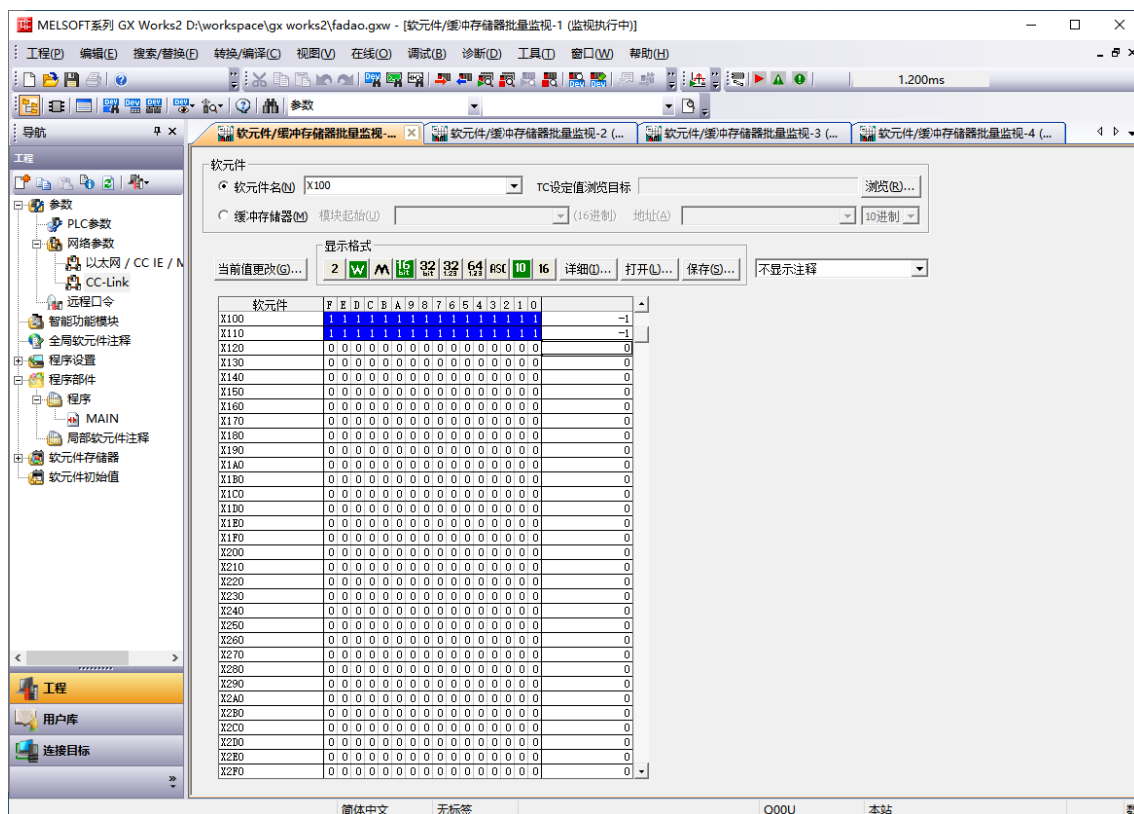 MELSOFT系列 GX Works2 D:\workspace\gx works2\fadao.gxw - [软元件/缓冲存储器批量监视-1 (监视执行中)]
工程(P) 编辑(E) 搜索/替换(F) 转换/编译(C) 视图(V) 在线(O) 调试(B) 诊断(D) 工具(T) 窗口(W) 帮助(H)
1.200ms
参数
导航
软元件/缓冲存储器批量监视-...
软元件/缓冲存储器批量监视-2 (...
软元件/缓冲存储器批量监视-3 (...
软元件/缓冲存储器批量监视-4 (...
工程
参数
PLC参数
网络参数
以太网 / CC IE / N
CC-Link
远程口令
智能功能模块
全局软元件注释
程序设置
程序部件
程序
MAIN
局部软元件注释
软元件存储器
软元件初始值
工程
用户库
连接目标
软元件
软元件名(N) X100 TC设定值浏览目标 浏览(R)...
缓冲存储器(M) 模块起始(U) (16进制) 地址(A) 10进制
显示格式
当前值更改(G)... 2 W M 16bit 32bit 32 1.23 64 1.23 ASC 10 16 详细(I)... 打开(L)... 保存(S)... 不显示注释
软元件 F E D C B A 9 8 7 6 5 4 3 2 1 0
X100 1 1 1 1 1 1 1 1 1 1 1 1 1 1 1 1 -1
X110 1 1 1 1 1 1 1 1 1 1 1 1 1 1 1 1 -1
X120 0 0 0 0 0 0 0 0 0 0 0 0 0 0 0 0 0
X130 0 0 0 0 0 0 0 0 0 0 0 0 0 0 0 0 0
X140 0 0 0 0 0 0 0 0 0 0 0 0 0 0 0 0 0
X150 0 0 0 0 0 0 0 0 0 0 0 0 0 0 0 0 0
X160 0 0 0 0 0 0 0 0 0 0 0 0 0 0 0 0 0
X170 0 0 0 0 0 0 0 0 0 0 0 0 0 0 0 0 0
X180 0 0 0 0 0 0 0 0 0 0 0 0 0 0 0 0 0
X190 0 0 0 0 0 0 0 0 0 0 0 0 0 0 0 0 0
X1A0 0 0 0 0 0 0 0 0 0 0 0 0 0 0 0 0 0
X1B0 0 0 0 0 0 0 0 0 0 0 0 0 0 0 0 0 0
X1C0 0 0 0 0 0 0 0 0 0 0 0 0 0 0 0 0 0
X1D0 0 0 0 0 0 0 0 0 0 0 0 0 0 0 0 0 0
X1E0 0 0 0 0 0 0 0 0 0 0 0 0 0 0 0 0 0
X1F0 0 0 0 0 0 0 0 0 0 0 0 0 0 0 0 0 0
X200 0 0 0 0 0 0 0 0 0 0 0 0 0 0 0 0 0
X210 0 0 0 0 0 0 0 0 0 0 0 0 0 0 0 0 0
X220 0 0 0 0 0 0 0 0 0 0 0 0 0 0 0 0 0
X230 0 0 0 0 0 0 0 0 0 0 0 0 0 0 0 0 0
X240 0 0 0 0 0 0 0 0 0 0 0 0 0 0 0 0 0
X250 0 0 0 0 0 0 0 0 0 0 0 0 0 0 0 0 0
X260 0 0 0 0 0 0 0 0 0 0 0 0 0 0 0 0 0
X270 0 0 0 0 0 0 0 0 0 0 0 0 0 0 0 0 0
X280 0 0 0 0 0 0 0 0 0 0 0 0 0 0 0 0 0
X290 0 0 0 0 0 0 0 0 0 0 0 0 0 0 0 0 0
X2A0 0 0 0 0 0 0 0 0 0 0 0 0 0 0 0 0 0
X2B0 0 0 0 0 0 0 0 0 0 0 0 0 0 0 0 0 0
X2C0 0 0 0 0 0 0 0 0 0 0 0 0 0 0 0 0 0
X2D0 0 0 0 0 0 0 0 0 0 0 0 0 0 0 0 0 0
X2E0 0 0 0 0 0 0 0 0 0 0 0 0 0 0 0 0 0
X2F0 0 0 0 0 0 0 0 0 0 0 0 0 0 0 0 0 0
简体中文 无标签 Q00U 本站